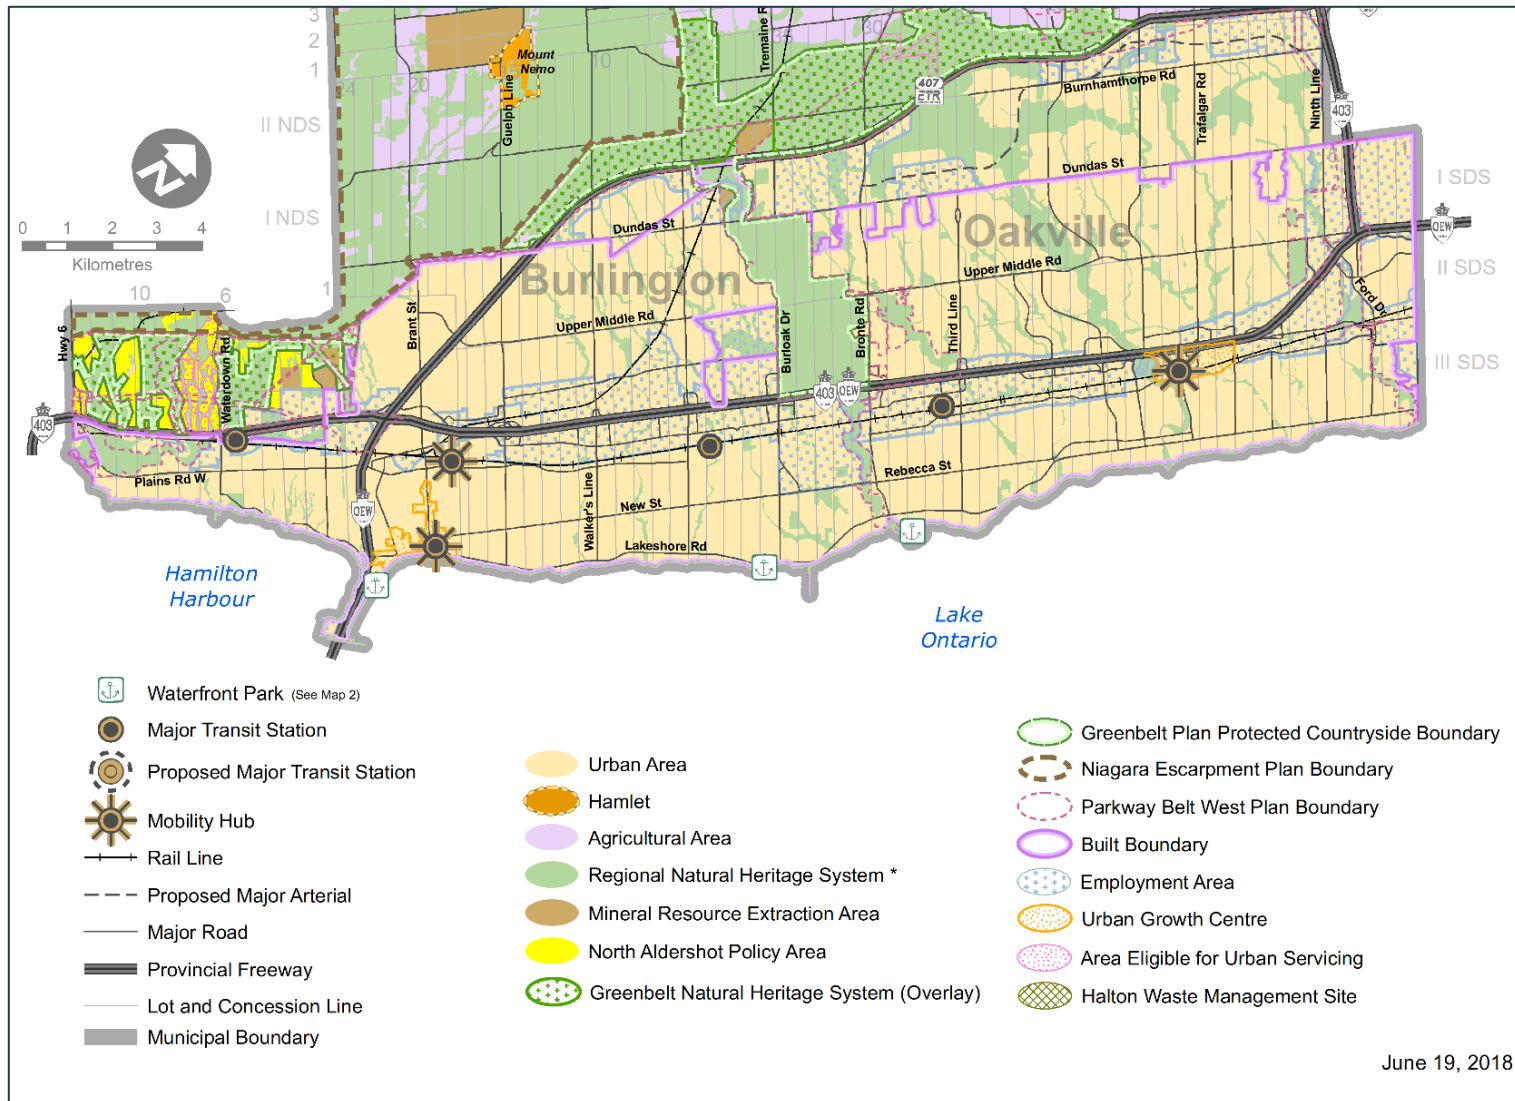 3
2
1
Mount
Nemo
20
10
30
24
Guelph Line
Tremaine R
407
ETR
Burnhamthorpe Rd
Trafalgar Rd
Ninth Line
403
II NDS
Dundas St
I SDS
I NDS
N
0 1 2 3 4
Kilometres
Dundas St
Oakville
QEW
Burlington
Upper Middle Rd
II SDS
10
6
1
Hwy 6
Waterdown Rd
Brant St
Upper Middle Rd
Burloak Dr
Bronte Rd
Third Line
Ford Dr
III SDS
403
403
QEW
Plains Rd W
QEW
Walker's Line
New St
Rebecca St
Lakeshore Rd
Hamilton
Harbour
Lake
Ontario
Waterfront Park (See Map 2)
Major Transit Station
Proposed Major Transit Station
Mobility Hub
Rail Line
Proposed Major Arterial
Major Road
Provincial Freeway
Lot and Concession Line
Municipal Boundary
Urban Area
Hamlet
Agricultural Area
Regional Natural Heritage System *
Mineral Resource Extraction Area
North Aldershot Policy Area
Greenbelt Natural Heritage System (Overlay)
Greenbelt Plan Protected Countryside Boundary
Niagara Escarpment Plan Boundary
Parkway Belt West Plan Boundary
Built Boundary
Employment Area
Urban Growth Centre
Area Eligible for Urban Servicing
Halton Waste Management Site
June 19, 2018